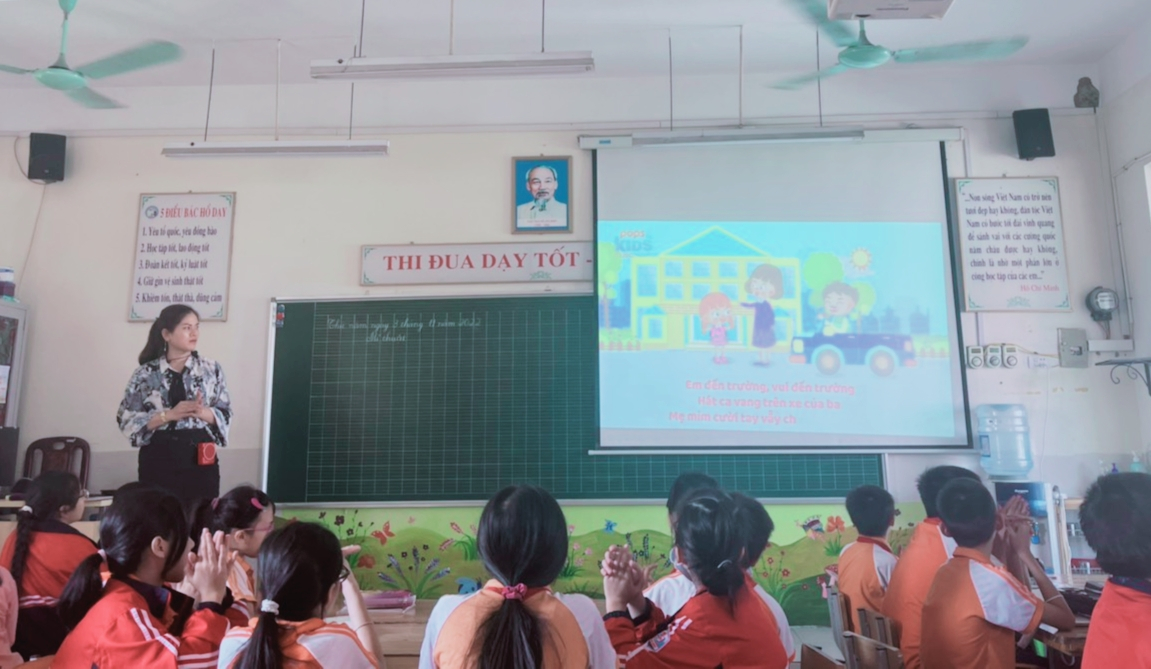 5 ĐIỀU BÁC HỒ DẠY
1. Yêu tổ quốc, yêu đồng bào
2. Học tập tốt, lao động tốt
3. Đoàn kết tốt, kỷ luật tốt
4. Giữ gìn vệ sinh thật tốt
5. Khiêm tốn, thật thà, dũng cảm
THI ĐUA DẠY TỐT -
KIDS
Em đến trường, vui đến trường
Hát ca vang trên xe của ba
Mẹ mỉm cười tay vẫy ch
"...Non sông Việt Nam có trở nên
tươi đẹp hay không, dân tộc Việt
Nam có bước tới đài vinh quang
để sánh vai với các cường quốc
năm châu được hay không,
chính là nhờ một phần lớn ở
công học tập của các em..."
Hồ Chí Minh